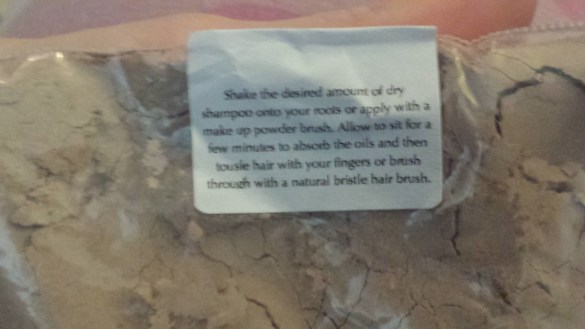 Shake the desired amount of dry
shampoo onto your roots or apply with a
make up powder brush. Allow to sit for a
few minutes to absorb the oils and then
tousle hair with your fingers or brush
through with a natural bristle hair brush.